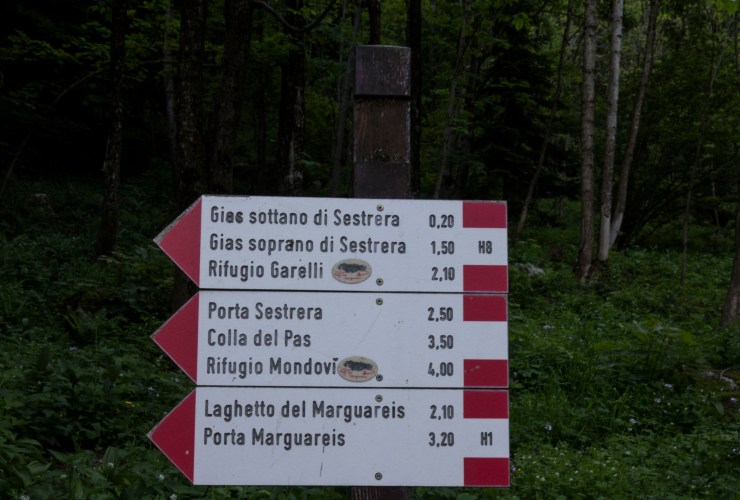 Gias sottano di Sestrera 0,20
Gias soprano di Sestrera 1,50 H8
Rifugio Garelli 2,10
Porta Sestrera 2,50
Colla del Pas 3,50
Rifugio Mondovì 4,00
Laghetto del Marguareis 2,10
Porta Marguareis 3,20 H1